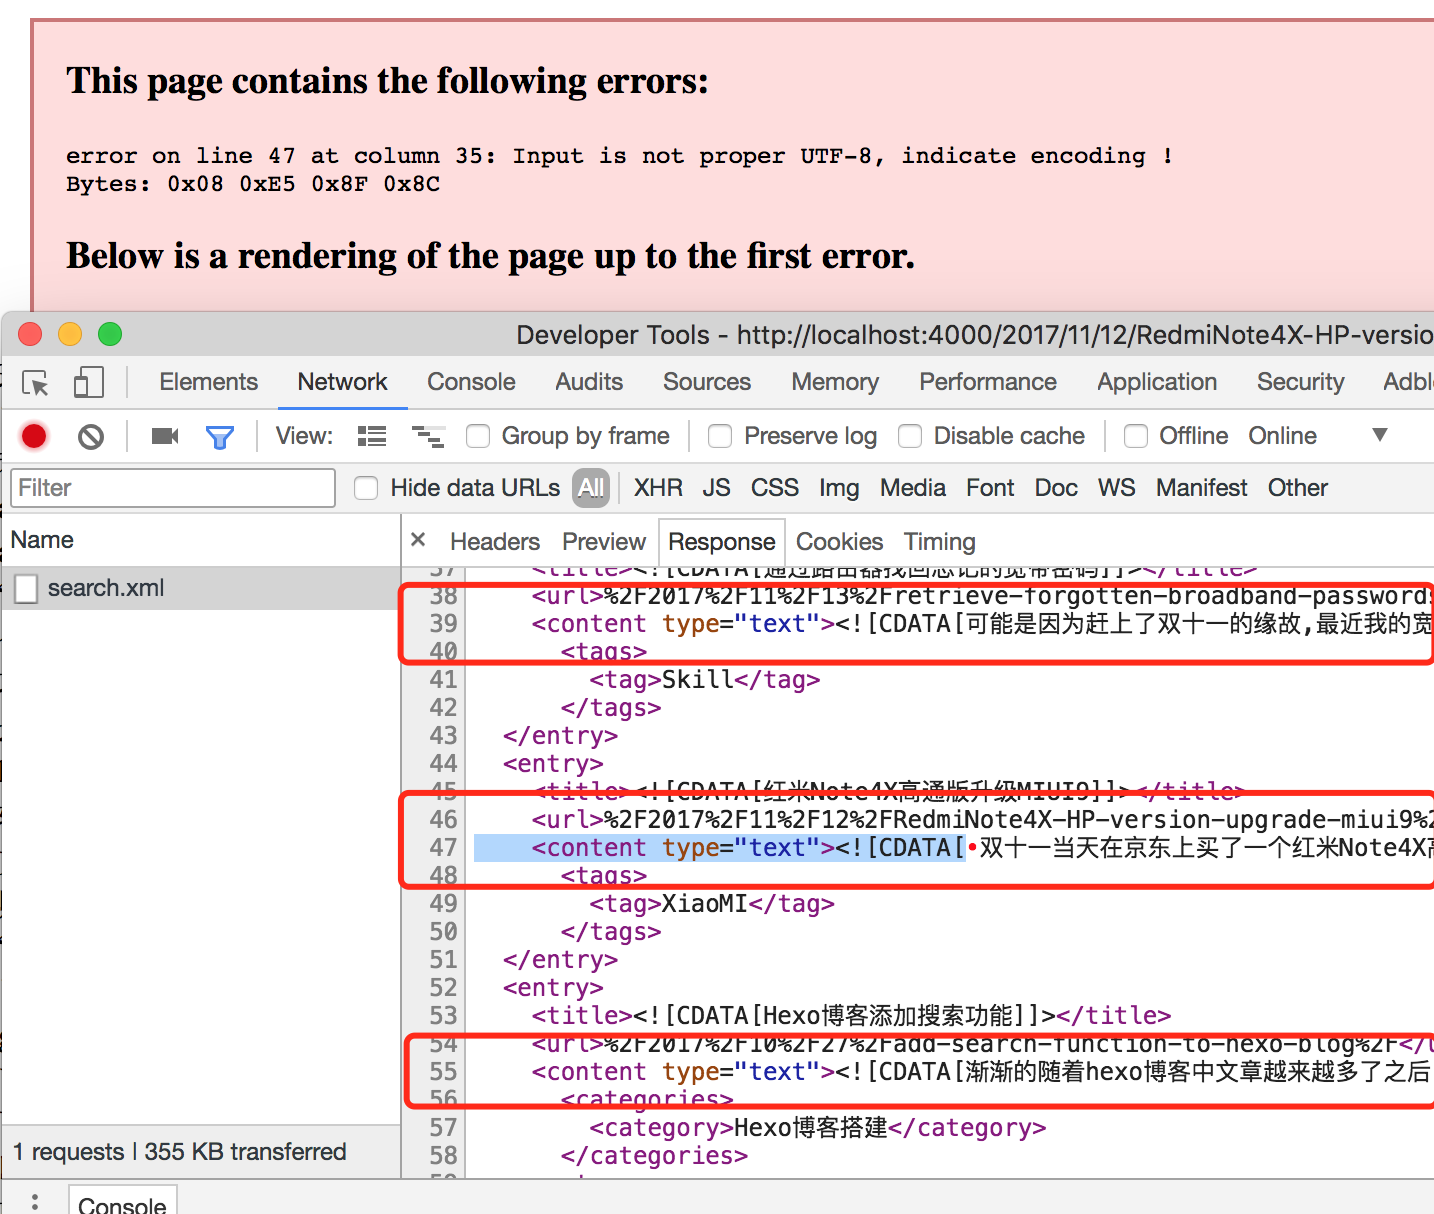 This page contains the following errors:
error on line 47 at column 35: Input is not proper UTF-8, indicate encoding !
Bytes: 0x08 0xE5 0x8F 0x8C
Below is a rendering of the page up to the first error.
Developer Tools - http://localhost:4000/2017/11/12/RedmiNote4X-HP-versio
Elements Network Console Audits Sources Memory Performance Application Security Adbl
View: Group by frame Preserve log Disable cache Offline Online
Filter Hide data URLs All XHR JS CSS Img Media Font Doc WS Manifest Other
Name
× Headers Preview Response Cookies Timing
search.xml
37 <title><![CDATA[通过路由器找回忘记的宽带密码]]></title>
38 <url>%2F2017%2F11%2F13%2Fretrieve-forgotten-broadband-passwords
39 <content type="text"><![CDATA[可能是因为赶上了双十一的缘故,最近我的宽
40 <tags>
41 <tag>Skill</tag>
42 </tags>
43 </entry>
44 <entry>
45 <title><![CDATA[红米Note4X高通版升级MIUI9]]></title>
46 <url>%2F2017%2F11%2F12%2FRedmiNote4X-HP-version-upgrade-miui9%2
47 <content type="text"><![CDATA[•双十一当天在京东上买了一个红米Note4X高
48 <tags>
49 <tag>XiaoMI</tag>
50 </tags>
51 </entry>
52 <entry>
53 <title><![CDATA[Hexo博客添加搜索功能]]></title>
54 <url>%2F2017%2F10%2F27%2Fadd-search-function-to-hexo-blog%2F</u
55 <content type="text"><![CDATA[渐渐的随着hexo博客中文章越来越多了之后
56 <categories>
57 <category>Hexo博客搭建</category>
58 </categories>
1 requests | 355 KB transferred
Console